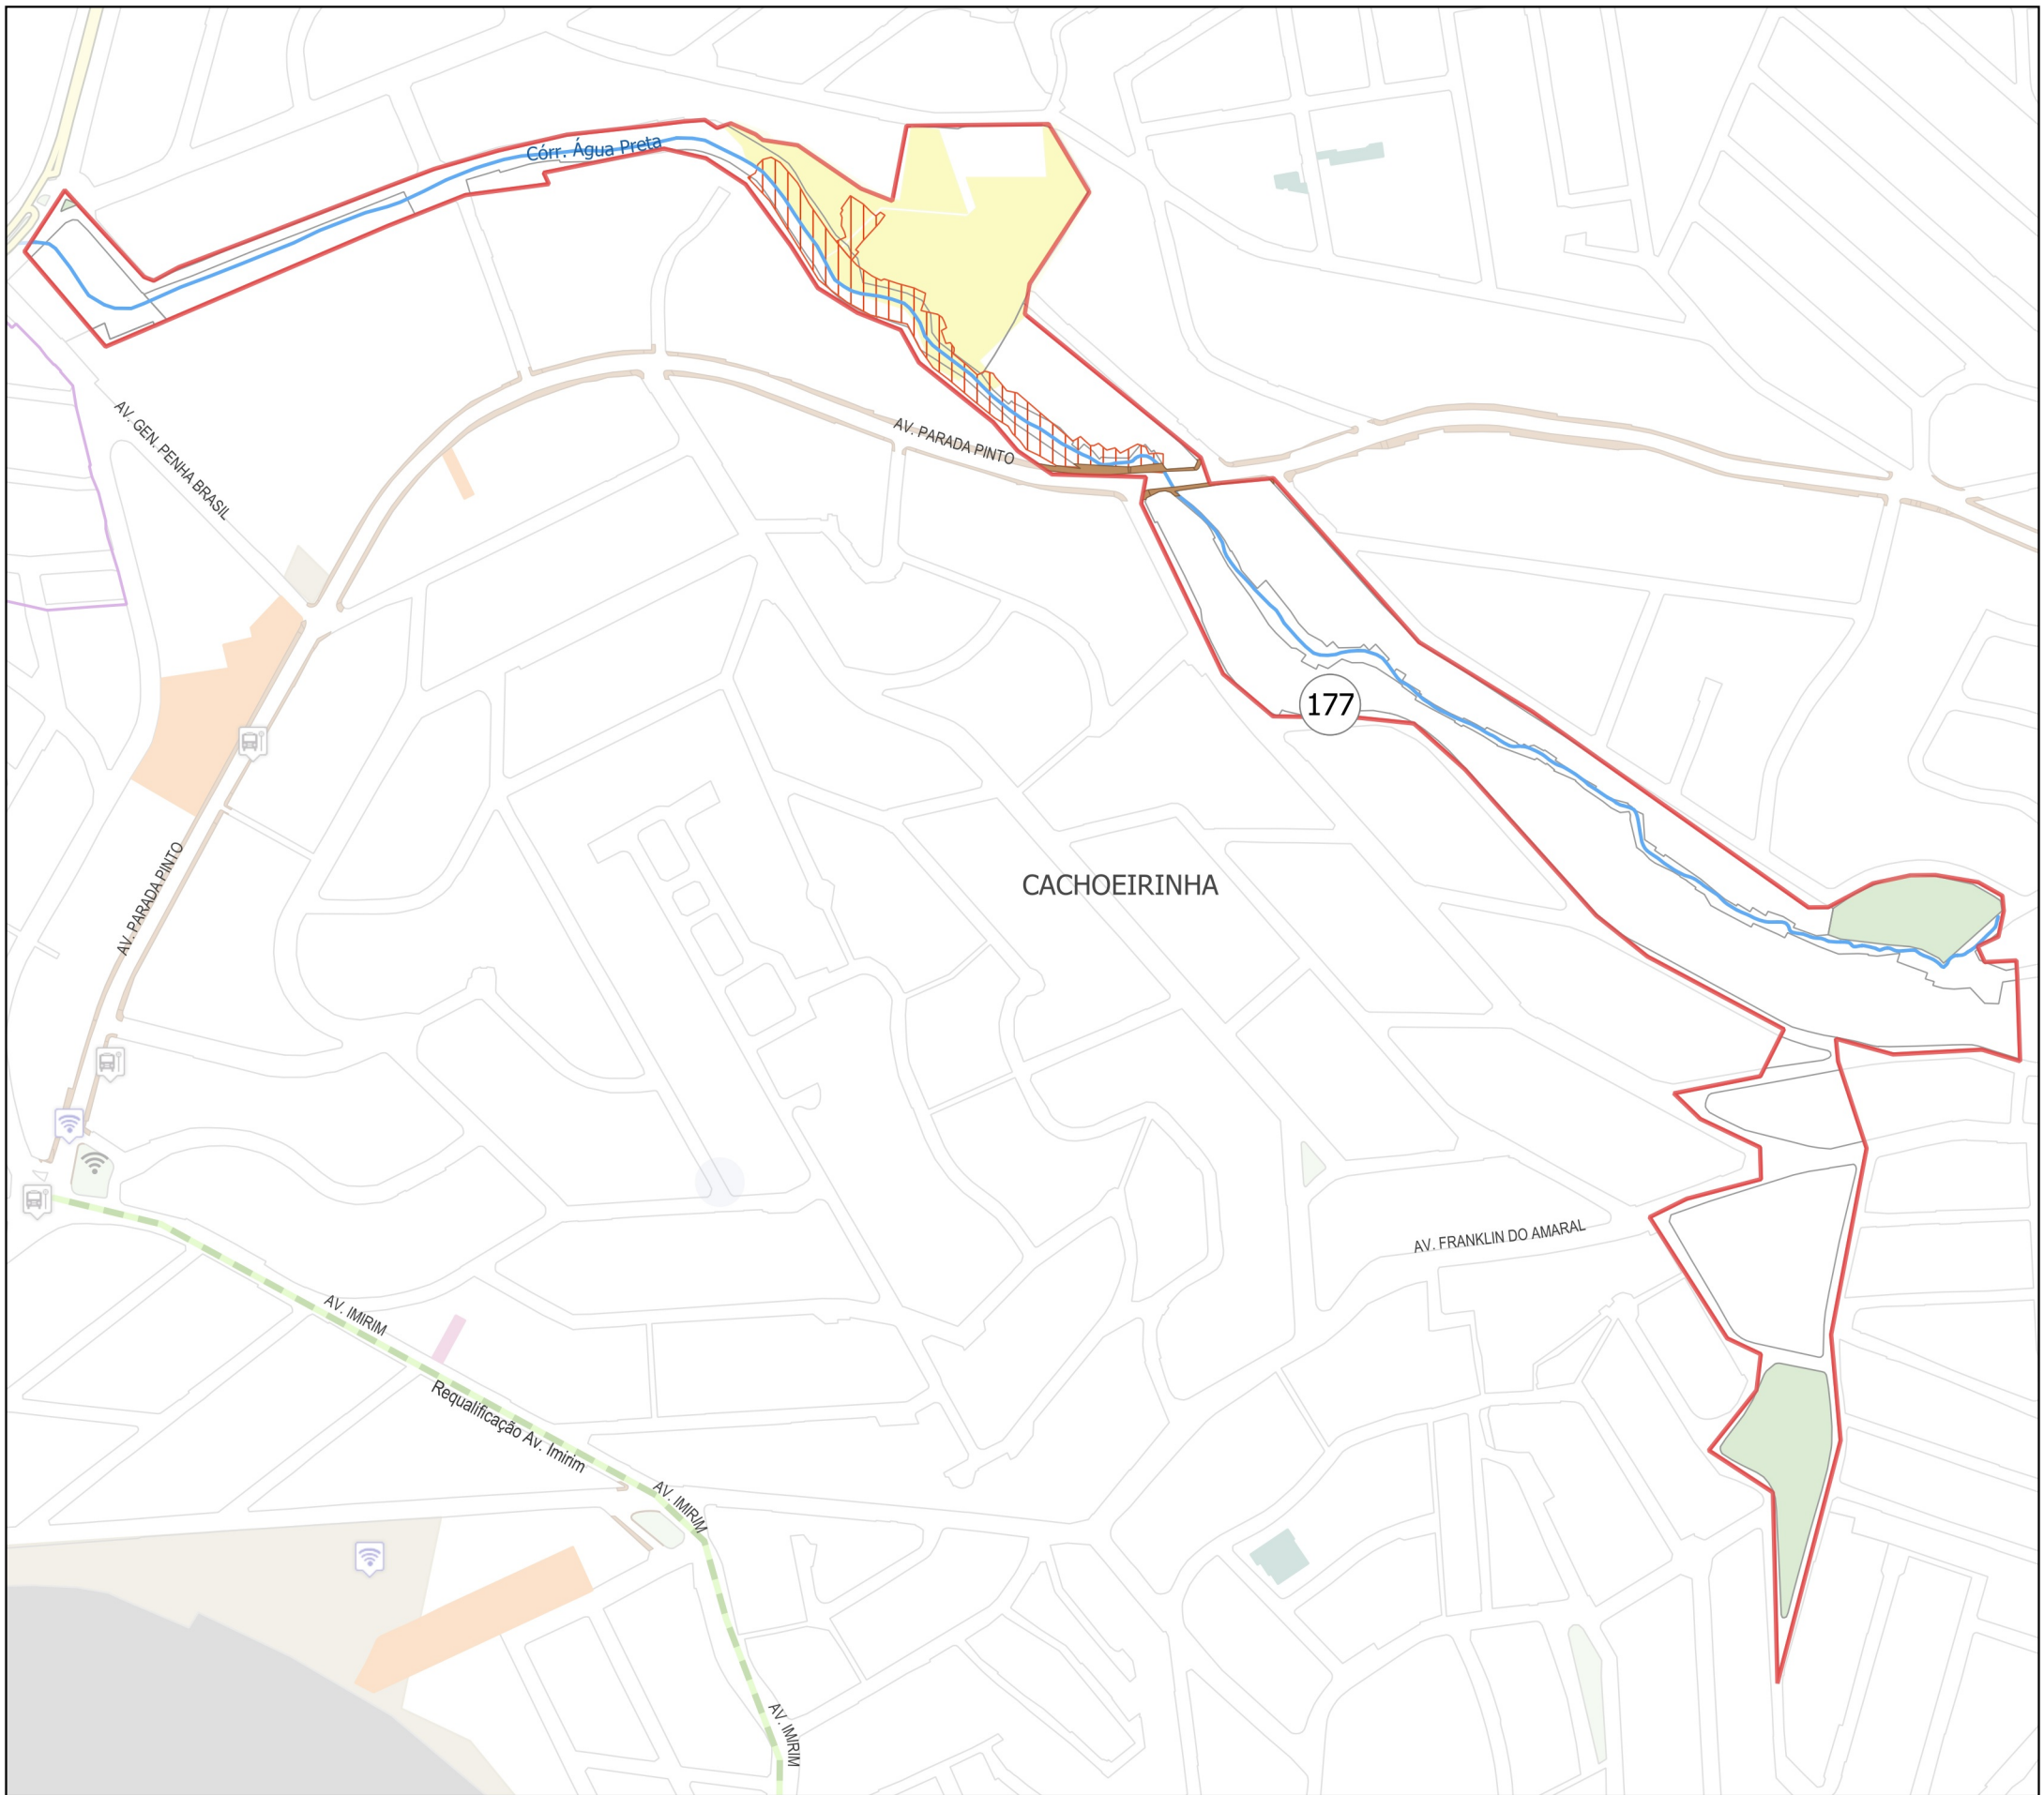 Córr. Água Preta
AV. GEN. PENHA BRASIL
AV. PARADA PINTO
177
AV. PARADA PINTO
CACHOEIRINHA
AV. FRANKLIN DO AMARAL
AV. IMIRIM
Requalificação Av. Imirim
AV. IMIRIM
AV. IMIRIM